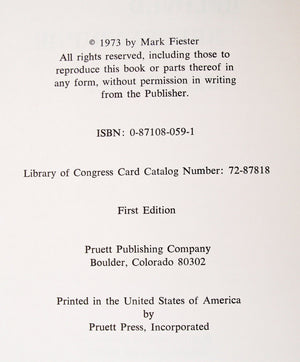 © 1973 by Mark Fiester
All rights reserved, including those to
reproduce this book or parts thereof in
any form, without permission in writing
from the Publisher.
ISBN: 0-87108-059-1
Library of Congress Card Catalog Number: 72-87818
First Edition
Pruett Publishing Company
Boulder, Colorado 80302
Printed in the United States of America
by
Pruett Press, Incorporated